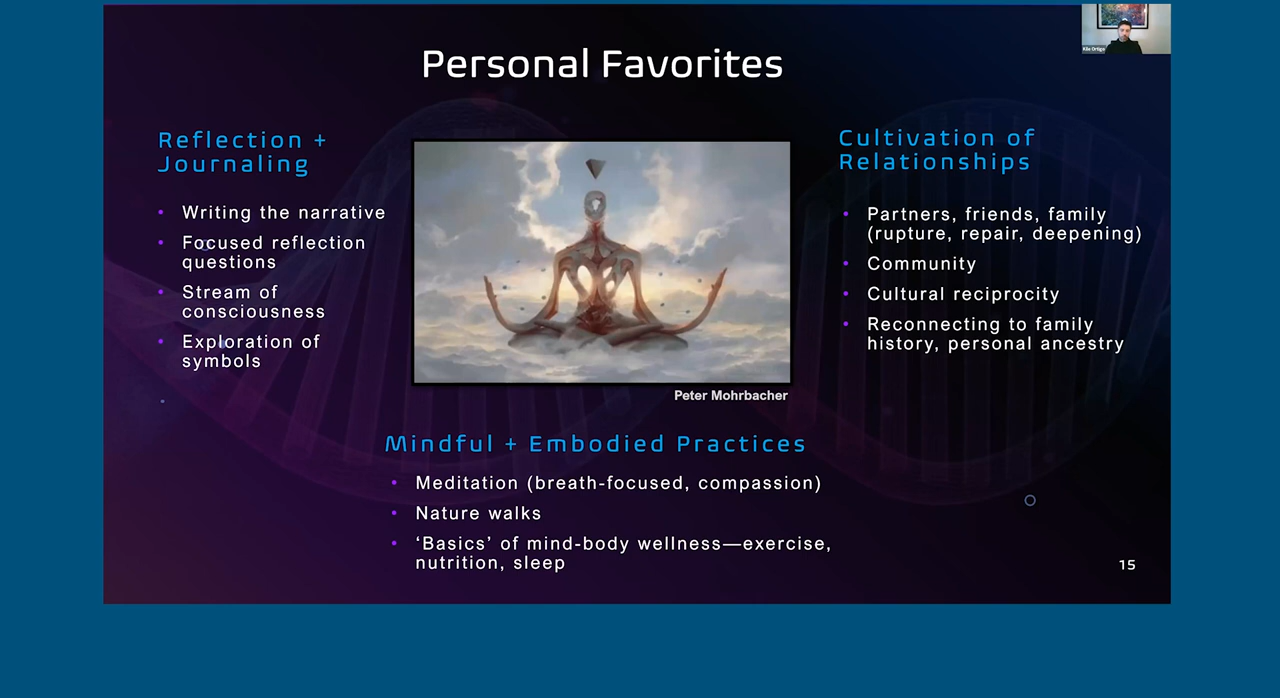 Personal Favorites
Kile Ortigo
Reflection +
Journaling
• Writing the narrative
• Focused reflection
questions
• Stream of
consciousness
• Exploration of
symbols
Peter Mohrbacher
Cultivation of
Relationships
• Partners, friends, family
(rupture, repair, deepening)
• Community
• Cultural reciprocity
• Reconnecting to family
history, personal ancestry
Mindful + Embodied Practices
• Meditation (breath-focused, compassion)
• Nature walks
• ‘Basics’ of mind-body wellness—exercise,
nutrition, sleep
15